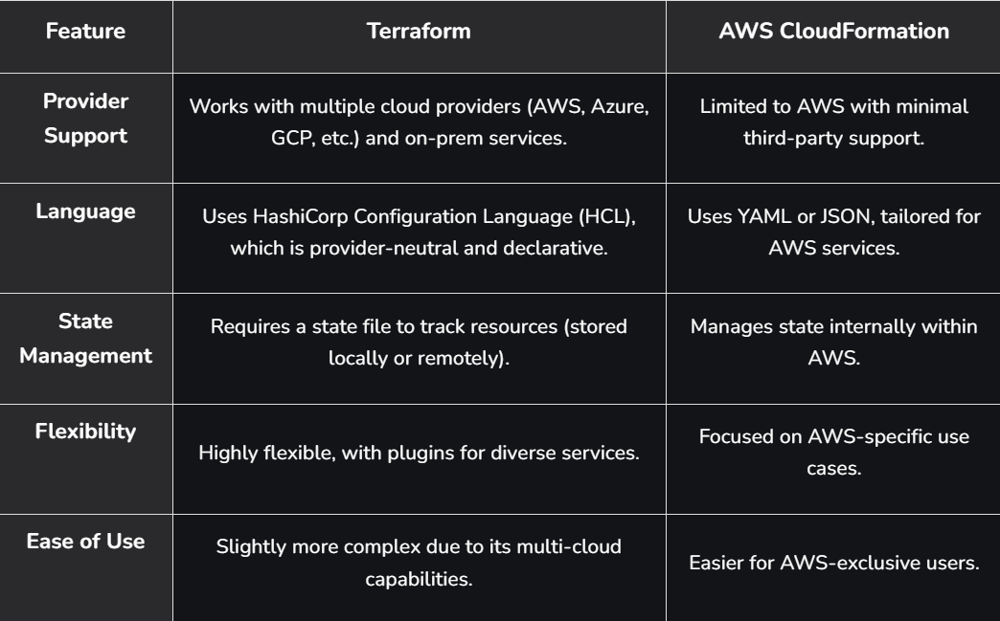 Feature
Terraform
AWS CloudFormation
Provider
Support
Works with multiple cloud providers (AWS, Azure,
GCP, etc.) and on-prem services.
Limited to AWS with minimal
third-party support.
Language
Uses HashiCorp Configuration Language (HCL),
which is provider-neutral and declarative.
Uses YAML or JSON, tailored for
AWS services.
State
Management
Requires a state file to track resources (stored
locally or remotely).
Manages state internally within
AWS.
Flexibility
Highly flexible, with plugins for diverse services.
Focused on AWS-specific use
cases.
Ease of Use
Slightly more complex due to its multi-cloud
capabilities.
Easier for AWS-exclusive users.